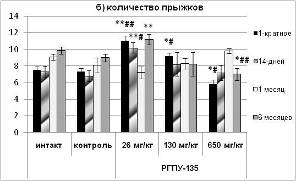 б) количество прыжков
14
12
10
8
6
4
2
0
**##
**#
**
*#
*#
*##
интакт
контроль
26 мг/кг
130 мг/кг
650 мг/кг
РГПУ-135
1-кратное
14-дней
1 месяц
6 месяцев